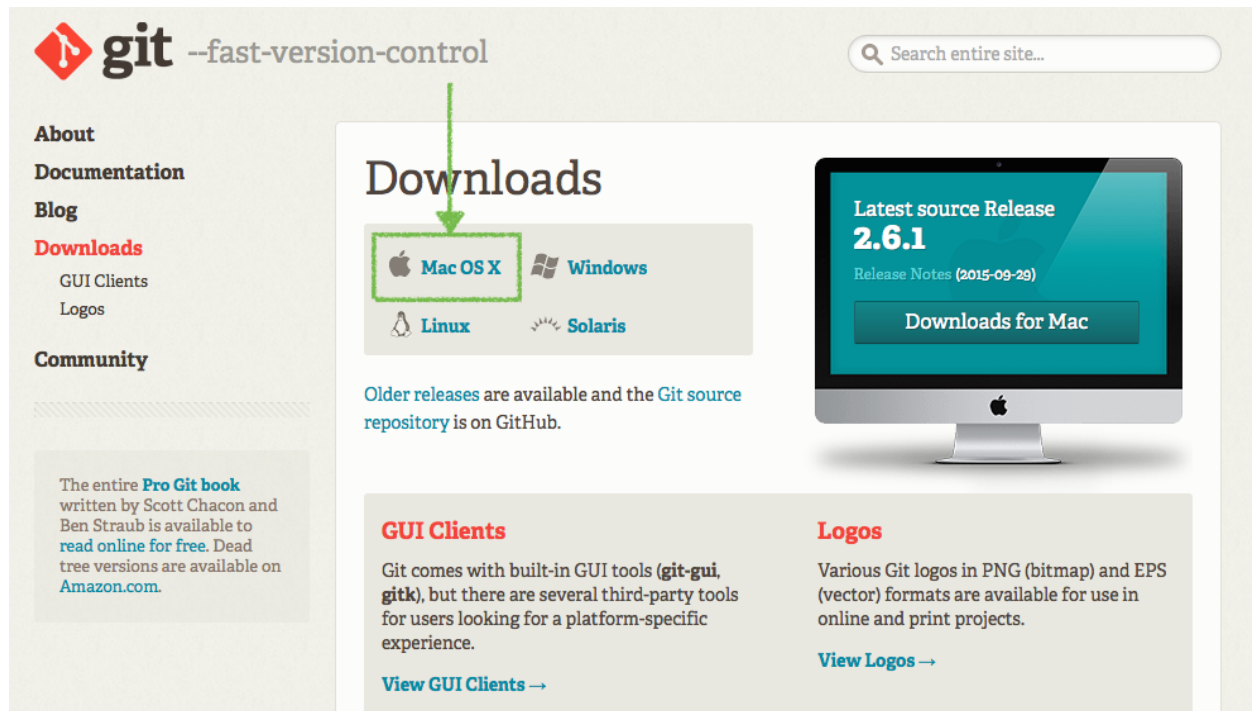 git --fast-version-control
Search entire site...
About
Documentation
Blog
Downloads
GUI Clients
Logos
Community
The entire Pro Git book
written by Scott Chacon and
Ben Straub is available to
read online for free. Dead
tree versions are available on
Amazon.com.
Downloads
Mac OS X
Windows
Linux
Solaris
Older releases are available and the Git source
repository is on GitHub.
Latest source Release
2.6.1
Release Notes (2015-09-29)
Downloads for Mac
GUI Clients
Git comes with built-in GUI tools (git-gui,
gitk), but there are several third-party tools
for users looking for a platform-specific
experience.
View GUI Clients →
Logos
Various Git logos in PNG (bitmap) and EPS
(vector) formats are available for use in
online and print projects.
View Logos →